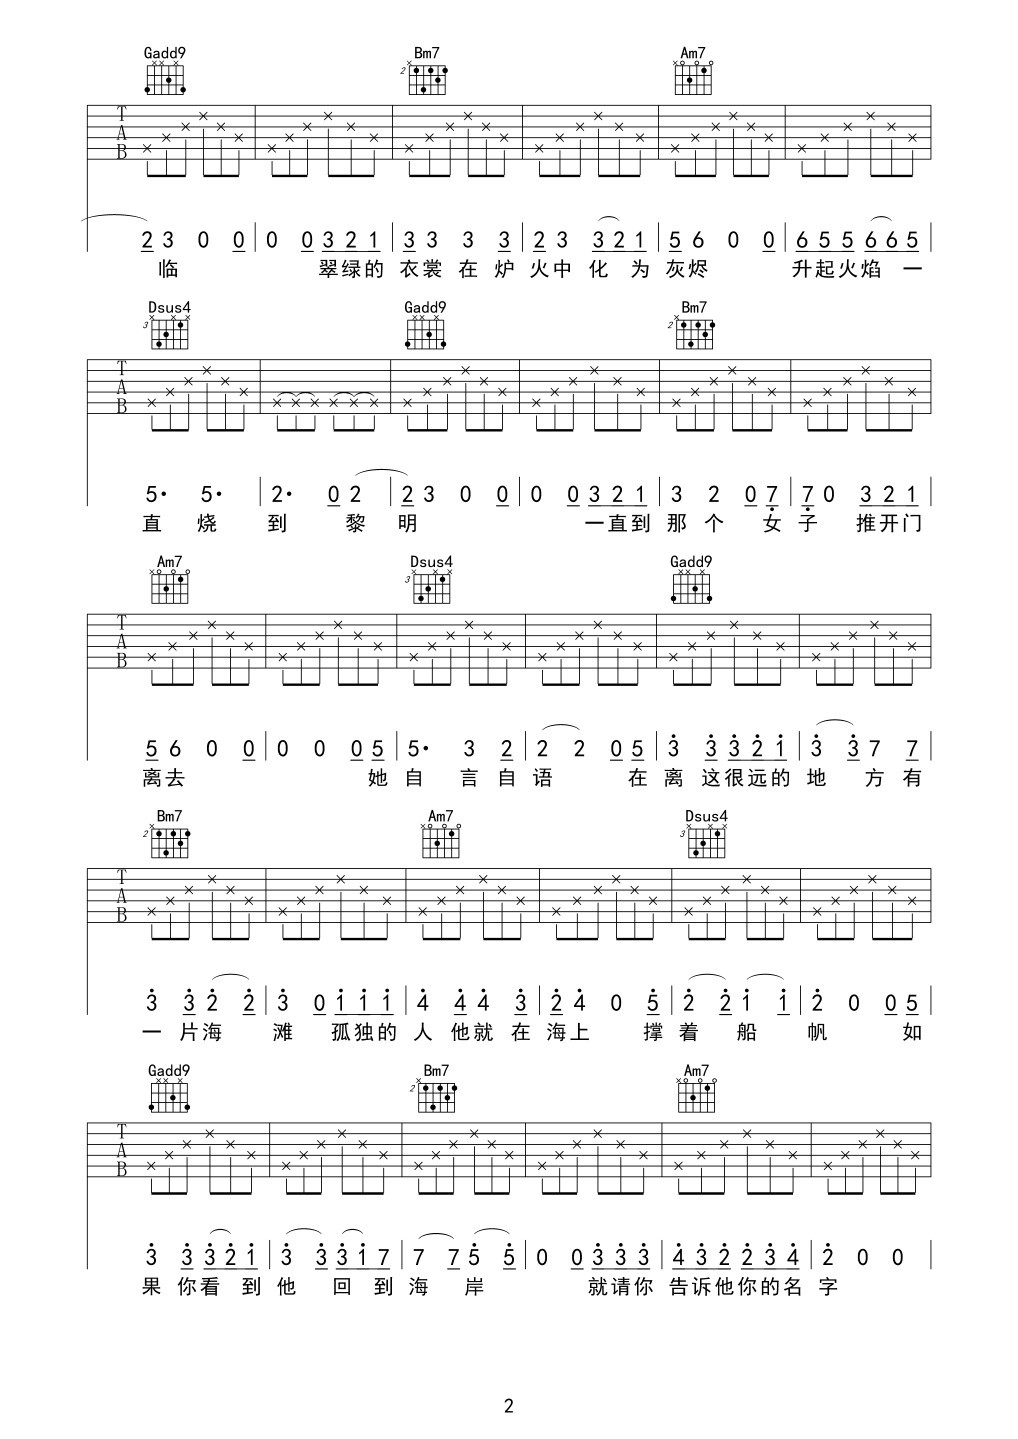 Gadd9 Bm7 Am7
T
A
B
2 3 0 0 0 0 3 2 1 3 3 3 3 2 3 3 2 1 5 6 0 0 6 5 5 6 6 5
临 翠绿的 衣裳 在 炉 火中 化 为 灰烬 升起火焰 一
Dsus4 Gadd9 Bm7
3 2
T
A
B
5· 5· 2· 0 2 2 3 0 0 0 0 3 2 1 3 2 0 7 7 0 3 2 1
直 烧 到 黎 明 一直到 那 个 女 子 推开门
Am7 Dsus4 Gadd9
3
T
A
B
5 6 0 0 0 0 0 5 5· 3 2 2 2 0 5 3 3 3 2 1 3 3 7 7
离去 她 自 言 自 语 在 离 这很远的 地 方 有
Bm7 Am7 Dsus4
2 3
T
A
B
3 3 2 2 3 0 1 1 1 4 4 4 3 2 4 0 5 2 2 1 1 2 0 0 5
一 片海 滩 孤独的 人 他就 在 海上 撑 着 船 帆 如
Gadd9 Bm7 Am7
2
T
A
B
3 3 3 2 1 3 3 3 1 7 7 7 5 5 0 0 3 3 3 4 3 2 2 3 4 2 0 0
果 你看 到 他 回 到 海 岸 就请你 告诉他你的名 字
2